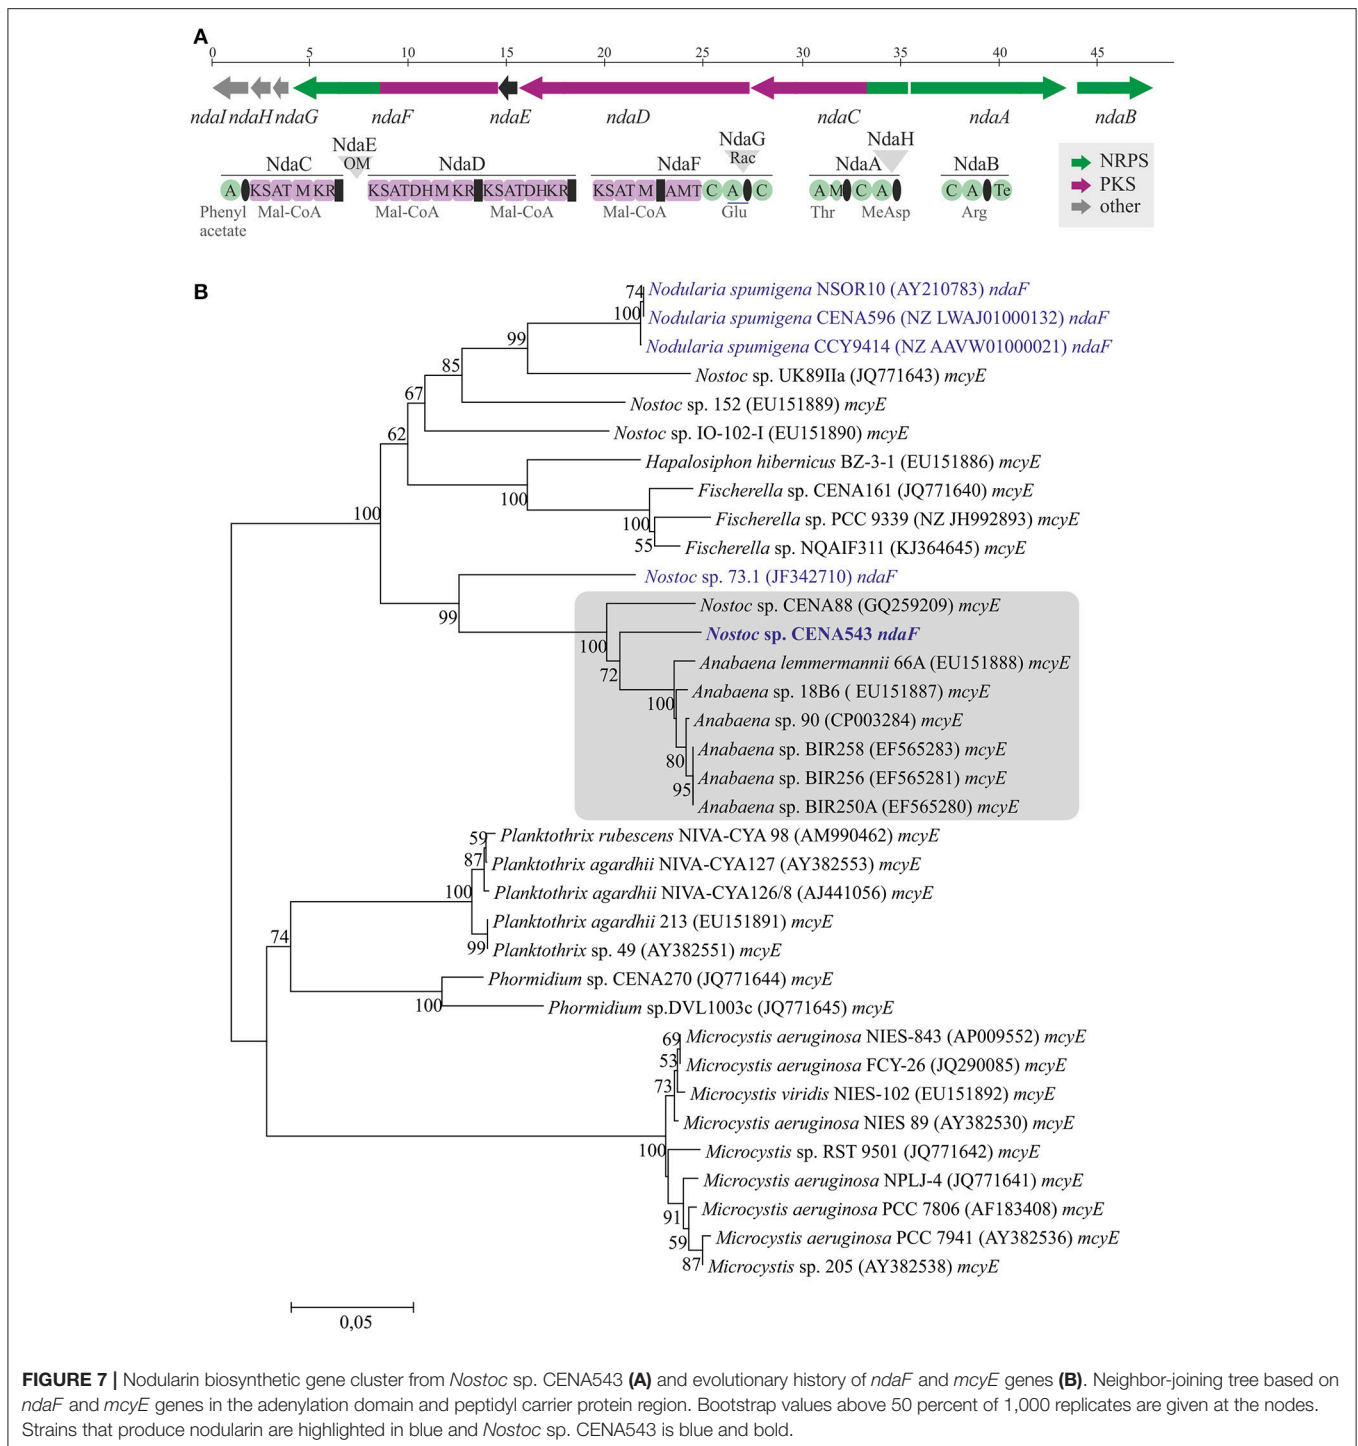 A
0 5 10 15 20 25 30 35 40 45
ndaI ndaH ndaG ndaF ndaE ndaD ndaC ndaA ndaB
NdaC NdaE NdaD NdaF NdaG NdaA NdaH NdaB
OM Rac
A KS AT M KR KS AT DH M KR KS AT DH KR KS AT M AMT C A C A M C A C A Te
Phenyl acetate Mal-CoA Mal-CoA Mal-CoA Mal-CoA Glu Thr MeAsp Arg
NRPS
PKS
other
B
74 Nodularia spumigena NSOR10 (AY210783) ndaF
100 Nodularia spumigena CENA596 (NZ LWAJ01000132) ndaF
99 Nodularia spumigena CCY9414 (NZ AAVW01000021) ndaF
85 Nostoc sp. UK89IIa (JQ771643) mcyE
67 Nostoc sp. 152 (EU151889) mcyE
62 Nostoc sp. IO-102-I (EU151890) mcyE
Hapalosiphon hibernicus BZ-3-1 (EU151886) mcyE
100 Fischerella sp. CENA161 (JQ771640) mcyE
100 100 Fischerella sp. PCC 9339 (NZ JH992893) mcyE
55 Fischerella sp. NQAIF311 (KJ364645) mcyE
Nostoc sp. 73.1 (JF342710) ndaF
99 Nostoc sp. CENA88 (GQ259209) mcyE
100 Nostoc sp. CENA543 ndaF
72 Anabaena lemmermannii 66A (EU151888) mcyE
100 Anabaena sp. 18B6 ( EU151887) mcyE
Anabaena sp. 90 (CP003284) mcyE
80 Anabaena sp. BIR258 (EF565283) mcyE
95 Anabaena sp. BIR256 (EF565281) mcyE
Anabaena sp. BIR250A (EF565280) mcyE
59 Planktothrix rubescens NIVA-CYA 98 (AM990462) mcyE
87 Planktothrix agardhii NIVA-CYA127 (AY382553) mcyE
100 Planktothrix agardhii NIVA-CYA126/8 (AJ441056) mcyE
74 Planktothrix agardhii 213 (EU151891) mcyE
99 Planktothrix sp. 49 (AY382551) mcyE
Phormidium sp. CENA270 (JQ771644) mcyE
100 Phormidium sp.DVL1003c (JQ771645) mcyE
69 Microcystis aeruginosa NIES-843 (AP009552) mcyE
53 Microcystis aeruginosa FCY-26 (JQ290085) mcyE
73 Microcystis viridis NIES-102 (EU151892) mcyE
Microcystis aeruginosa NIES 89 (AY382530) mcyE
100 Microcystis sp. RST 9501 (JQ771642) mcyE
Microcystis aeruginosa NPLJ-4 (JQ771641) mcyE
91 Microcystis aeruginosa PCC 7806 (AF183408) mcyE
59 Microcystis aeruginosa PCC 7941 (AY382536) mcyE
87 Microcystis sp. 205 (AY382538) mcyE
0,05
FIGURE 7 | Nodularin biosynthetic gene cluster from Nostoc sp. CENA543 (A) and evolutionary history of ndaF and mcyE genes (B). Neighbor-joining tree based on
ndaF and mcyE genes in the adenylation domain and peptidyl carrier protein region. Bootstrap values above 50 percent of 1,000 replicates are given at the nodes.
Strains that produce nodularin are highlighted in blue and Nostoc sp. CENA543 is blue and bold.